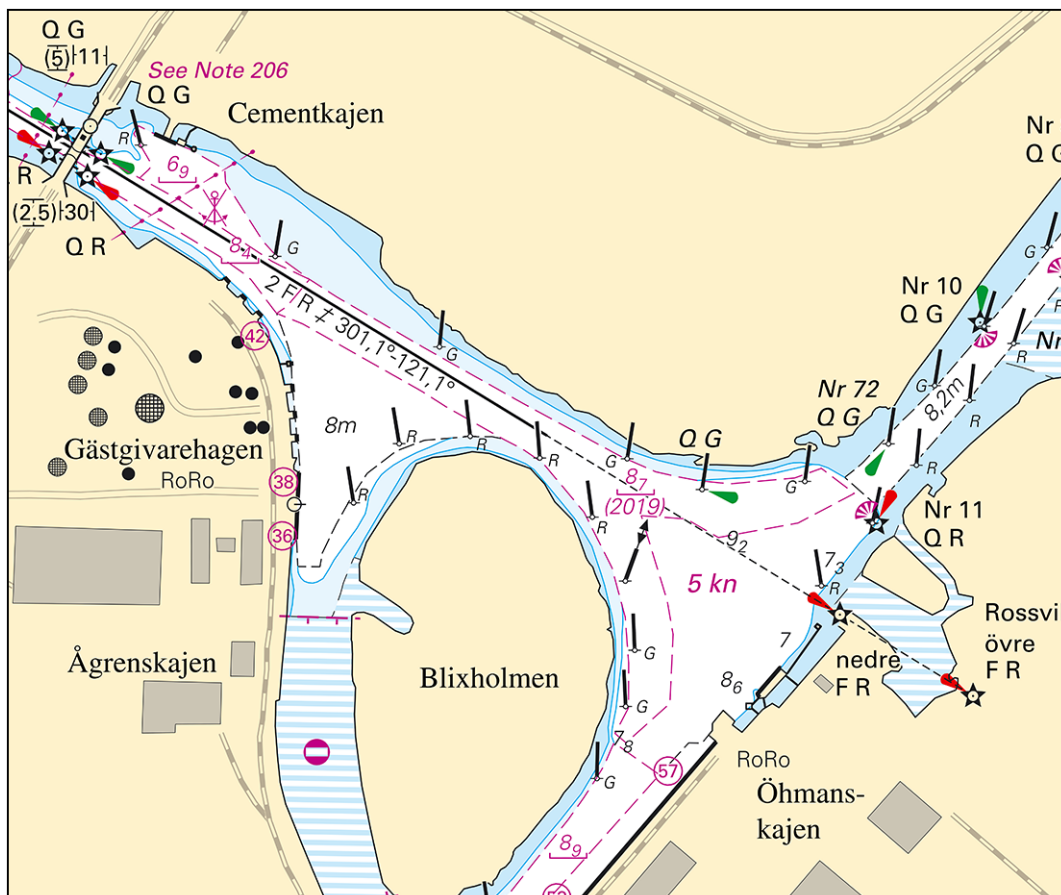 Q G
(5) 11
See Note 206
Q G
Cementkajen
R
6₉
G
R
(2,5) 30
Q R
8₄
2 F R ≠ 301,1°-121,1°
42
G
Nr
Q G
G
Nr 10
Q G
R
Nr
G
8,2m
R
Nr 72
Q G
8m
R
R
R
G
Q G
G
R
Gästgivarehagen
RoRo
38
R
36
R
8₇
(2019)
9₂
Nr 11
Q R
5 kn
7₃
R
Rossvi
övre
F R
nedre
F R
7
G
8₆
Ågrenskajen
Blixholmen
G
7₈
G
57
RoRo
Öhmans-
kajen
8₉